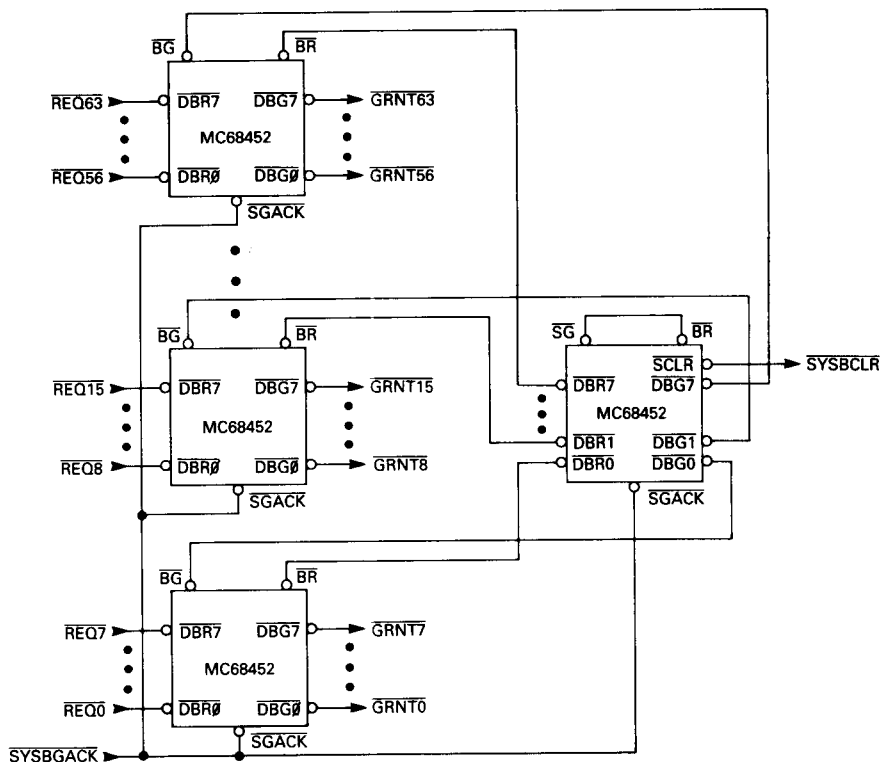 BG BR
REQ63 DBR7 DBG7 GRNT63
MC68452
REQ56 DBRØ DBGØ GRNT56
SGACK
BG BR
REQ15 DBR7 DBG7 GRNT15
MC68452
REQ8 DBRØ DBGØ GRNT8
SGACK
SG BR
SCLR SYSBCLR
DBR7 DBG7
MC68452
DBR1 DBG1
DBR0 DBG0
SGACK
BG BR
REQ7 DBR7 DBG7 GRNT7
MC68452
REQ0 DBRØ DBGØ GRNT0
SGACK
SYSBGACK